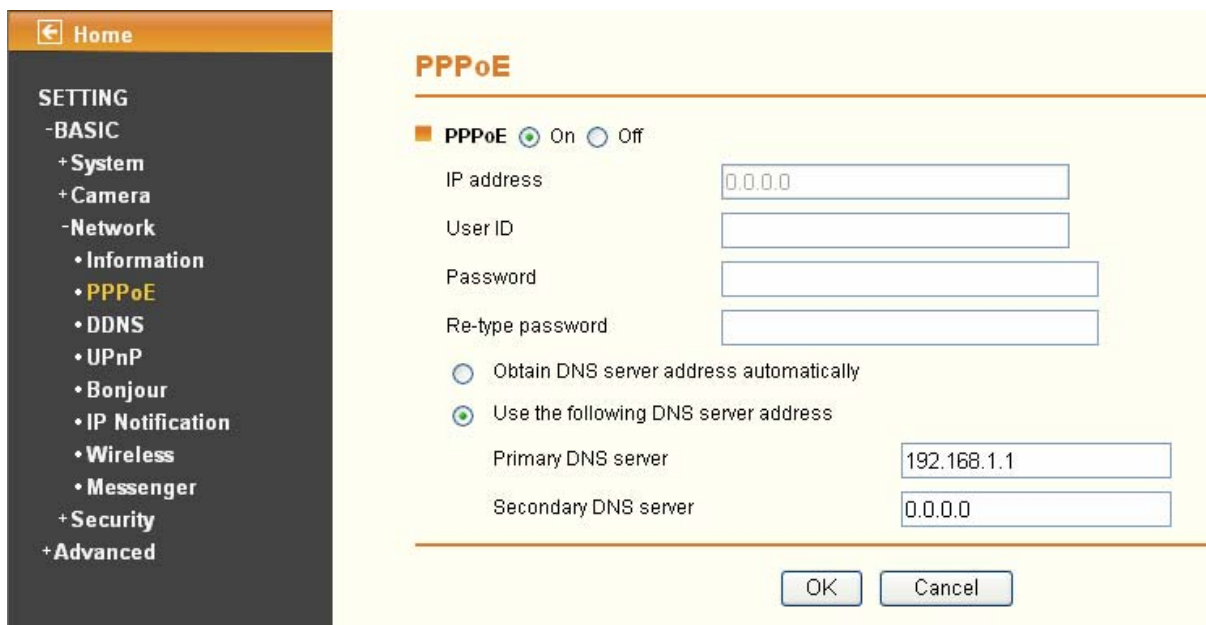 Home
SETTING
-BASIC
+System
+Camera
-Network
•Information
•PPPoE
•DDNS
•UPnP
•Bonjour
•IP Notification
•Wireless
•Messenger
+Security
+Advanced
PPPoE
PPPoE On Off
IP address 0.0.0.0
User ID
Password
Re-type password
Obtain DNS server address automatically
Use the following DNS server address
Primary DNS server 192.168.1.1
Secondary DNS server 0.0.0.0
OK Cancel